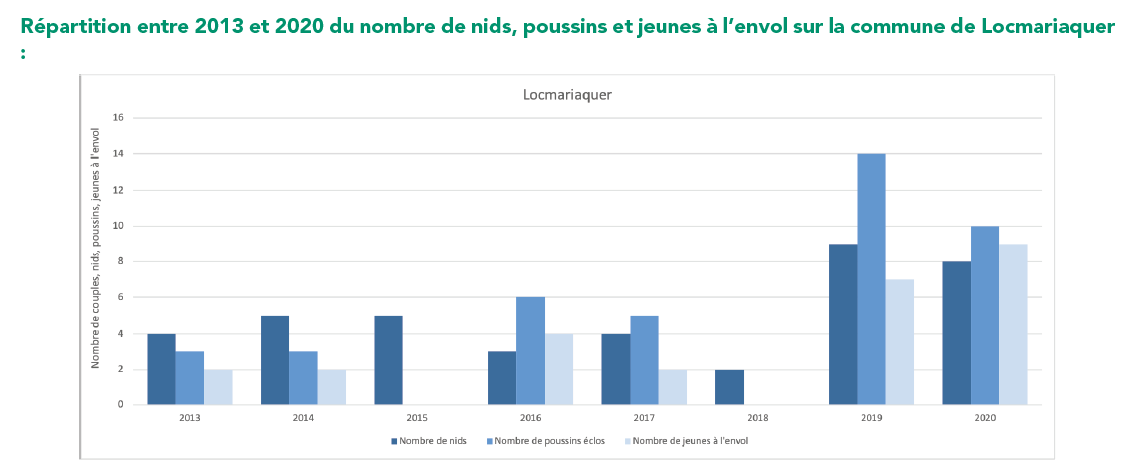 Répartition entre 2013 et 2020 du nombre de nids, poussins et jeunes à l’envol sur la commune de Locmariaquer
:
Locmariaquer
Nombre de couples, nids, poussins, jeunes à l'envol
16
14
12
10
8
6
4
2
0
2013 2014 2015 2016 2017 2018 2019 2020
Nombre de nids Nombre de poussins éclos Nombre de jeunes à l'envol